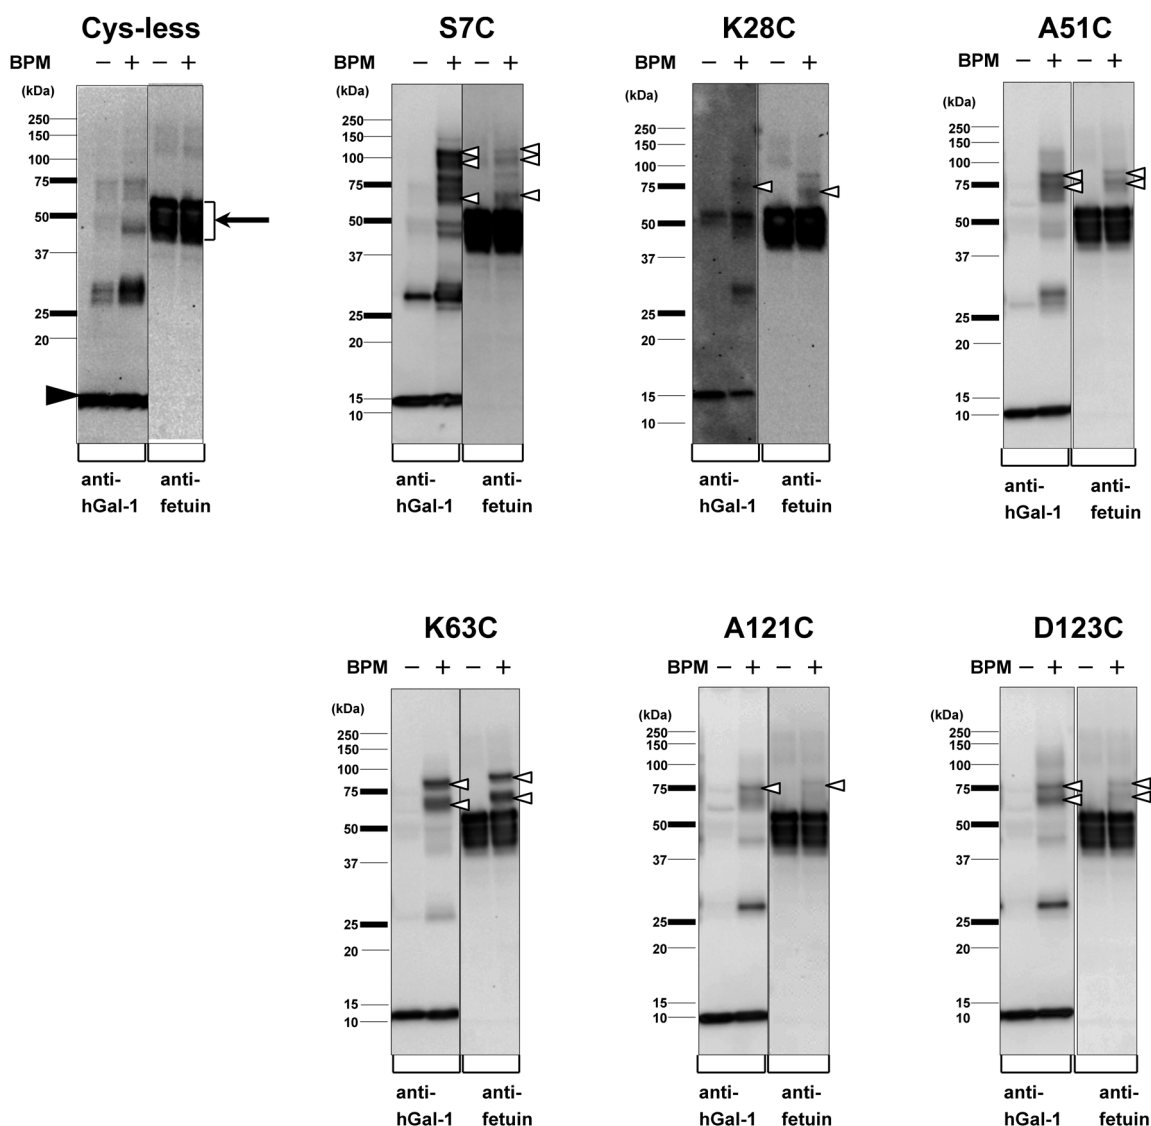 Cys-less
BPM − +
(kDa)
250
150
100
75
50
37
25
20
anti-
hGal-1
anti-
fetuin
S7C
BPM − + − +
(kDa)
250
150
100
75
50
37
25
20
15
10
anti-
hGal-1
anti-
fetuin
K28C
BPM − + − +
(kDa)
250
150
100
75
50
37
25
20
15
10
anti-
hGal-1
anti-
fetuin
A51C
BPM − + − +
(kDa)
250
150
100
75
50
37
25
20
15
10
anti-
hGal-1
anti-
fetuin
K63C
BPM − + − +
(kDa)
250
150
100
75
50
37
25
20
15
10
anti-
hGal-1
anti-
fetuin
A121C
BPM − + − +
(kDa)
250
150
100
75
50
37
25
20
15
10
anti-
hGal-1
anti-
fetuin
D123C
BPM − + − +
(kDa)
250
150
100
75
50
37
25
20
15
10
anti-
hGal-1
anti-
fetuin